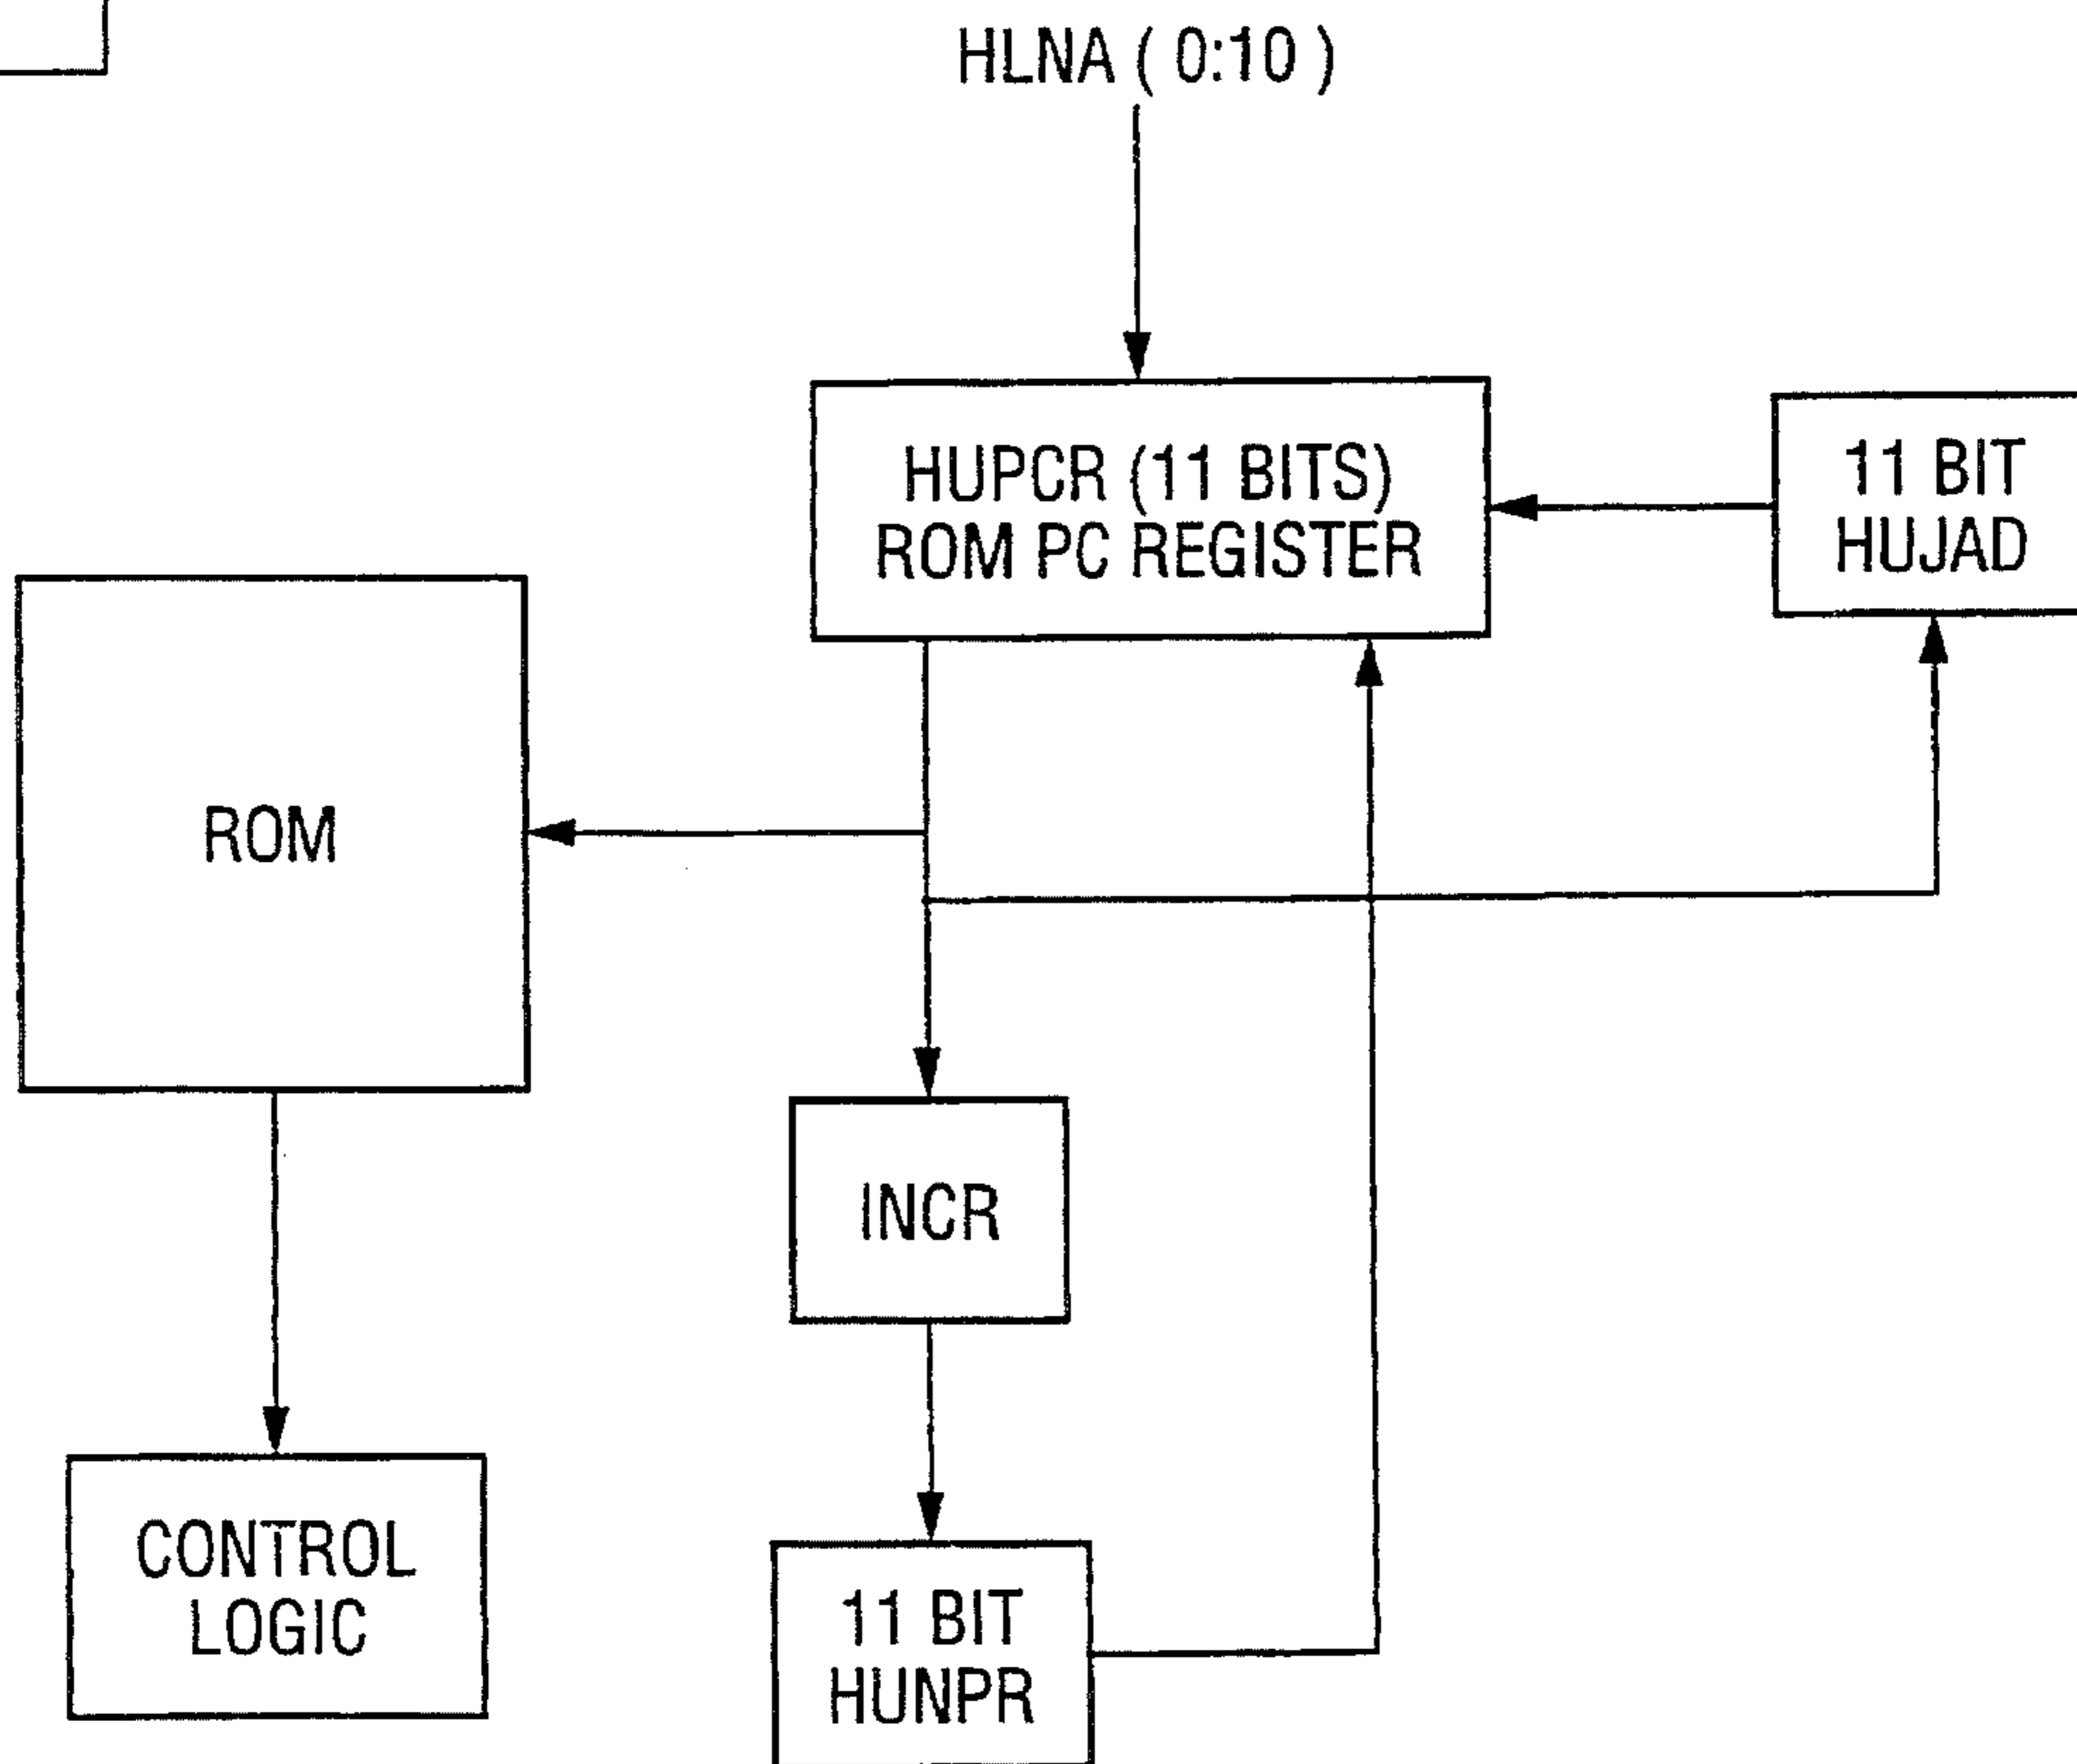 HLNA ( 0:10 )
HUPCR (11 BITS)
ROM PC REGISTER
11 BIT
HUJAD
ROM
INCR
CONTROL
LOGIC
11 BIT
HUNPR